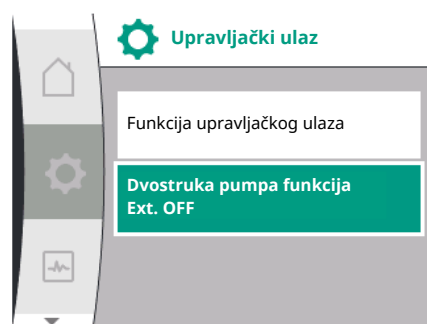 Upravljački ulaz
Funkcija upravljačkog ulaza
Dvostruka pumpa funkcija
Ext. OFF